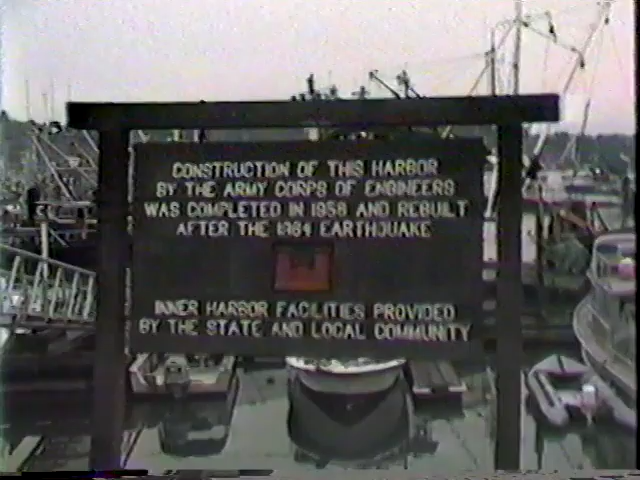 CONSTRUCTION OF THIS HARBOR
BY THE ARMY CORPS OF ENGINEERS
WAS COMPLETED IN 1958 AND REBUILT
AFTER THE 1964 EARTHQUAKE
INNER HARBOR FACILITIES PROVIDED
BY THE STATE AND LOCAL COMMUNITY